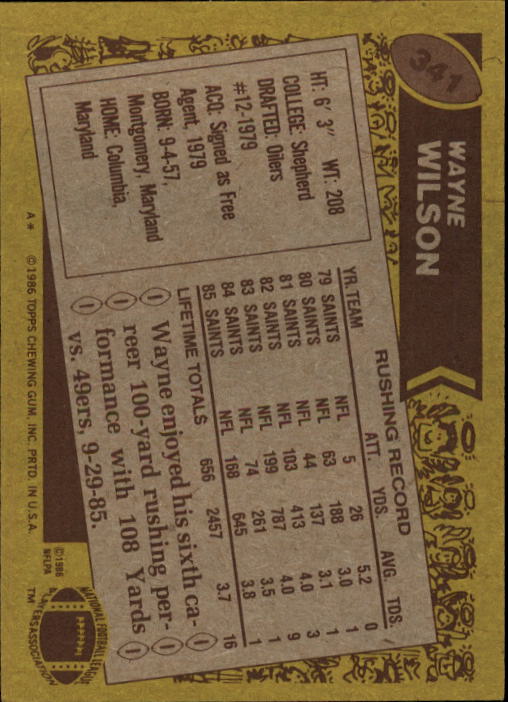 341
WAYNE
WILSON
HT: 6' 3" WT: 208
COLLEGE: Shepherd
DRAFTED: Oilers
#12-1979
ACQ: Signed as Free
Agent, 1979
BORN: 9-4-57,
Montgomery, Maryland
HOME: Columbia,
Maryland
RUSHING RECORD
YR. TEAM ATT. YDS. AVG. TDS.
79 SAINTS NFL 5 26 5.2 0
80 SAINTS NFL 63 188 3.0 1
81 SAINTS NFL 44 137 3.1 1
82 SAINTS NFL 103 413 4.0 3
83 SAINTS NFL 199 787 4.0 9
84 SAINTS NFL 74 261 3.5 1
85 SAINTS NFL 168 645 3.8 1
LIFETIME TOTALS 656 2457 3.7 16
Wayne enjoyed his sixth ca-
reer 100-yard rushing per-
formance with 108 Yards
vs. 49ers, 9-29-85.
A* ©1986 TOPPS CHEWING GUM, INC. PRTD. IN U.S.A.
©1986
NFLPA
NATIONAL FOOTBALL LEAGUE
PLAYERS ASSOCIATION
TM